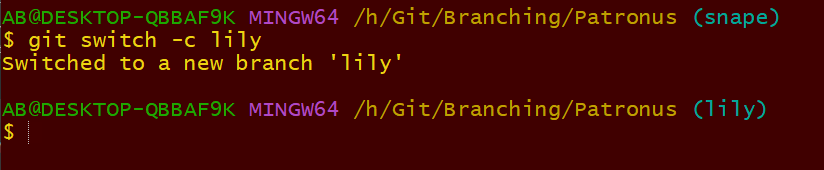 AB@DESKTOP-QBBAF9K MINGW64 /h/Git/Branching/Patronus (snape)
$ git switch -c lily
Switched to a new branch 'lily'
AB@DESKTOP-QBBAF9K MINGW64 /h/Git/Branching/Patronus (lily)
$